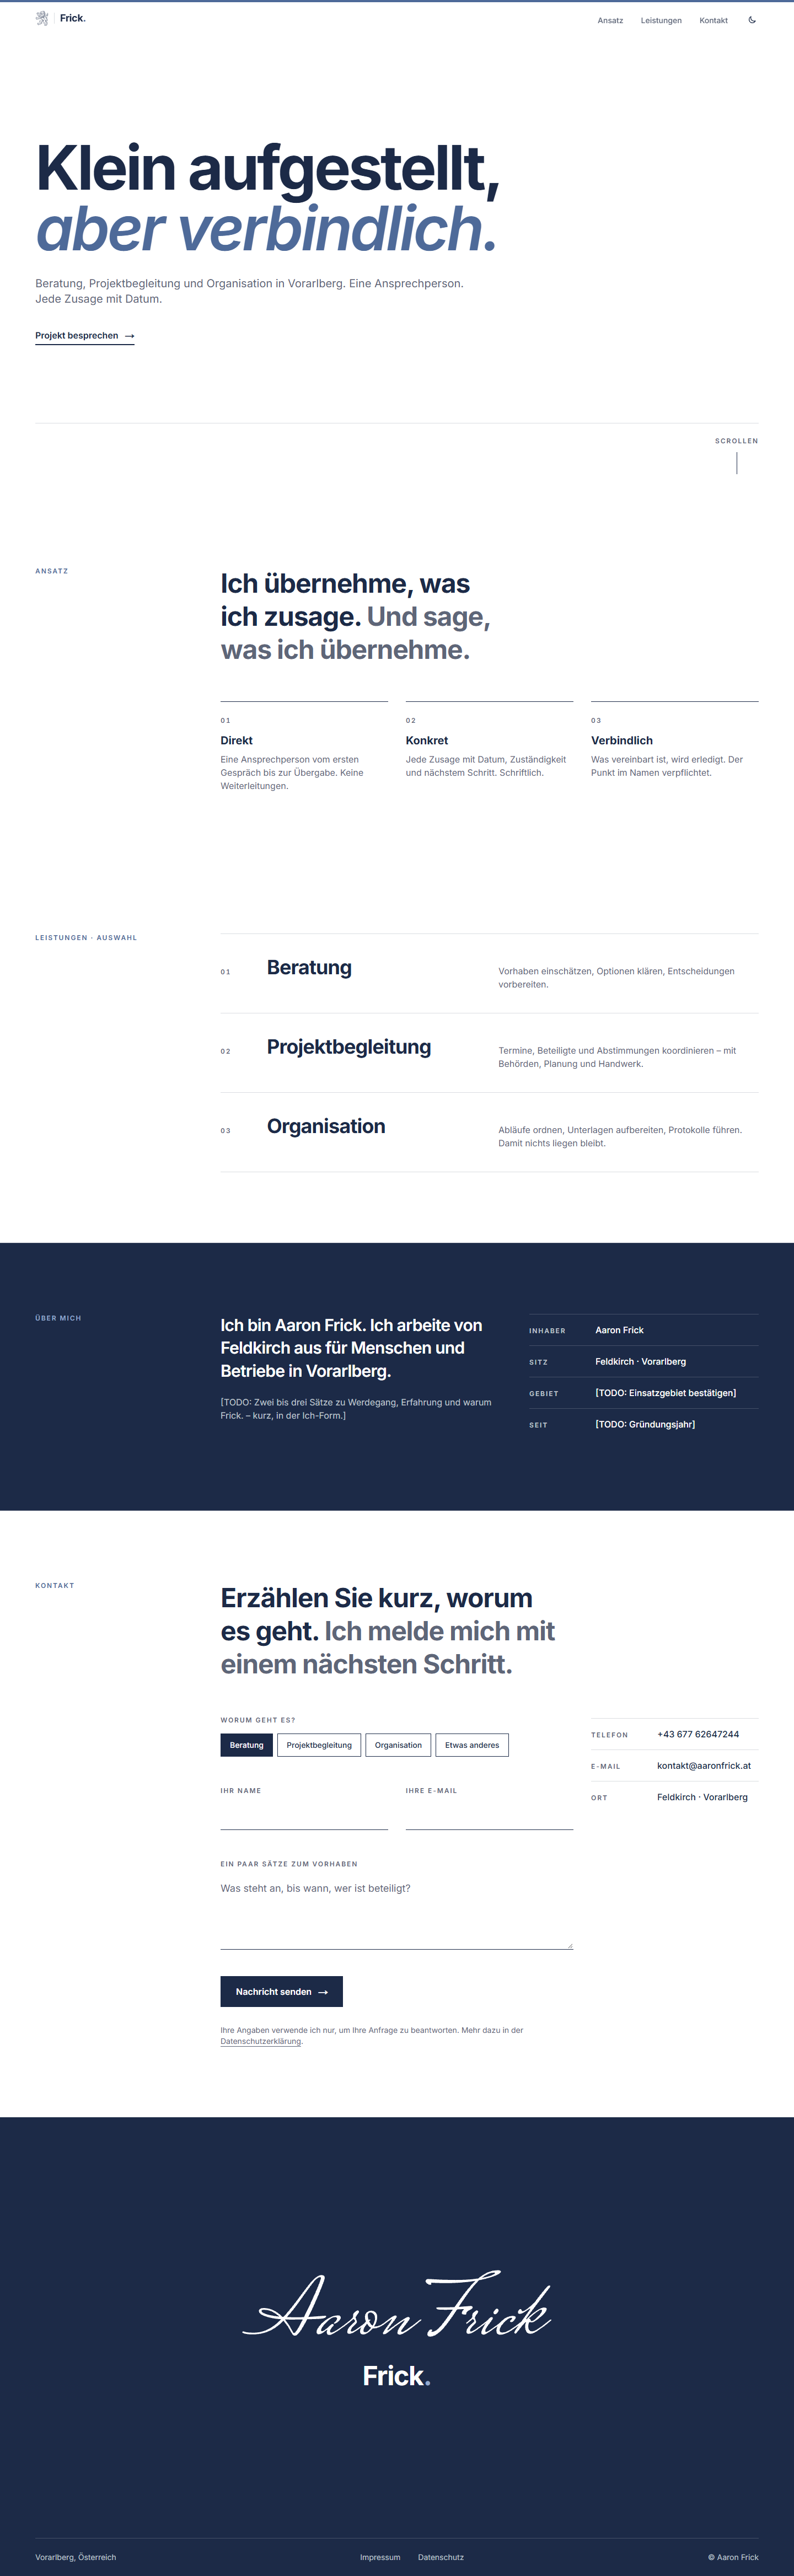 Frick.
Ansatz Leistungen Kontakt
Klein aufgestellt,
aber verbindlich.
Beratung, Projektbegleitung und Organisation in Vorarlberg. Eine Ansprechperson.
Jede Zusage mit Datum.
Projekt besprechen →
SCROLLEN
ANSATZ
Ich übernehme, was
ich zusage. Und sage,
was ich übernehme.
01
Direkt
Eine Ansprechperson vom ersten
Gespräch bis zur Übergabe. Keine
Weiterleitungen.
02
Konkret
Jede Zusage mit Datum, Zuständigkeit
und nächstem Schritt. Schriftlich.
03
Verbindlich
Was vereinbart ist, wird erledigt. Der
Punkt im Namen verpflichtet.
LEISTUNGEN · AUSWAHL
01
Beratung
Vorhaben einschätzen, Optionen klären, Entscheidungen
vorbereiten.
02
Projektbegleitung
Termine, Beteiligte und Abstimmungen koordinieren – mit
Behörden, Planung und Handwerk.
03
Organisation
Abläufe ordnen, Unterlagen aufbereiten, Protokolle führen.
Damit nichts liegen bleibt.
ÜBER MICH
Ich bin Aaron Frick. Ich arbeite von
Feldkirch aus für Menschen und
Betriebe in Vorarlberg.
[TODO: Zwei bis drei Sätze zu Werdegang, Erfahrung und warum
Frick. – kurz, in der Ich-Form.]
INHABER Aaron Frick
SITZ Feldkirch · Vorarlberg
GEBIET [TODO: Einsatzgebiet bestätigen]
SEIT [TODO: Gründungsjahr]
KONTAKT
Erzählen Sie kurz, worum
es geht. Ich melde mich mit
einem nächsten Schritt.
WORUM GEHT ES?
Beratung Projektbegleitung Organisation Etwas anderes
IHR NAME IHRE E-MAIL
EIN PAAR SÄTZE ZUM VORHABEN
Was steht an, bis wann, wer ist beteiligt?
Nachricht senden →
Ihre Angaben verwende ich nur, um Ihre Anfrage zu beantworten. Mehr dazu in der
Datenschutzerklärung.
TELEFON +43 677 62647244
E-MAIL kontakt@aaronfrick.at
ORT Feldkirch · Vorarlberg
Aaron Frick
Frick.
Vorarlberg, Österreich
Impressum Datenschutz
© Aaron Frick